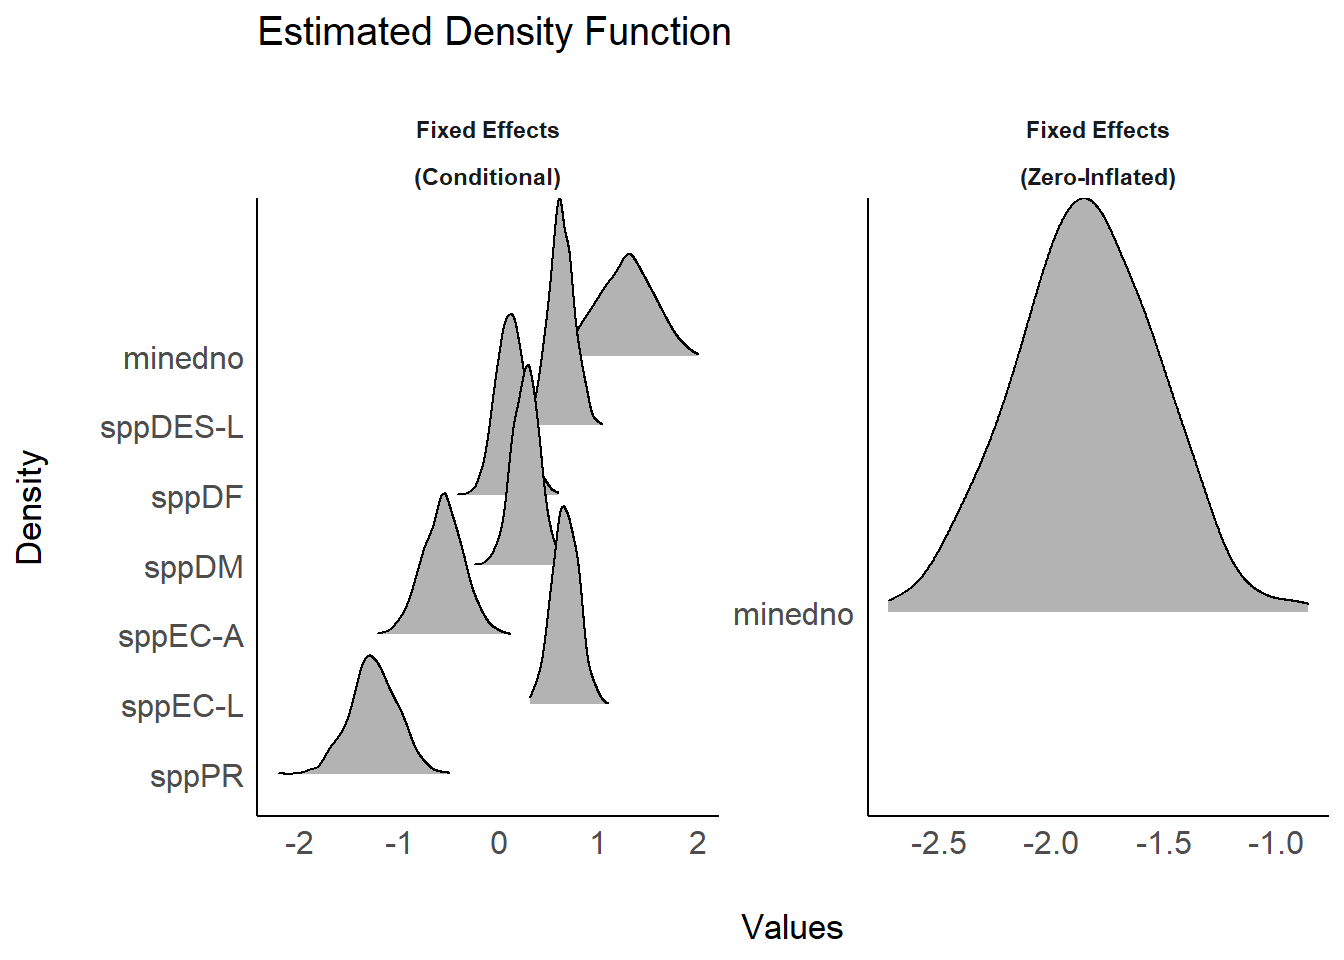 Estimated Density Function
Fixed Effects
(Conditional)
Fixed Effects
(Zero-Inflated)
Density
minedno
sppDES-L
sppDF
sppDM
sppEC-A
sppEC-L
sppPR
minedno
-2 -1 0 1 2
-2.5 -2.0 -1.5 -1.0
Values